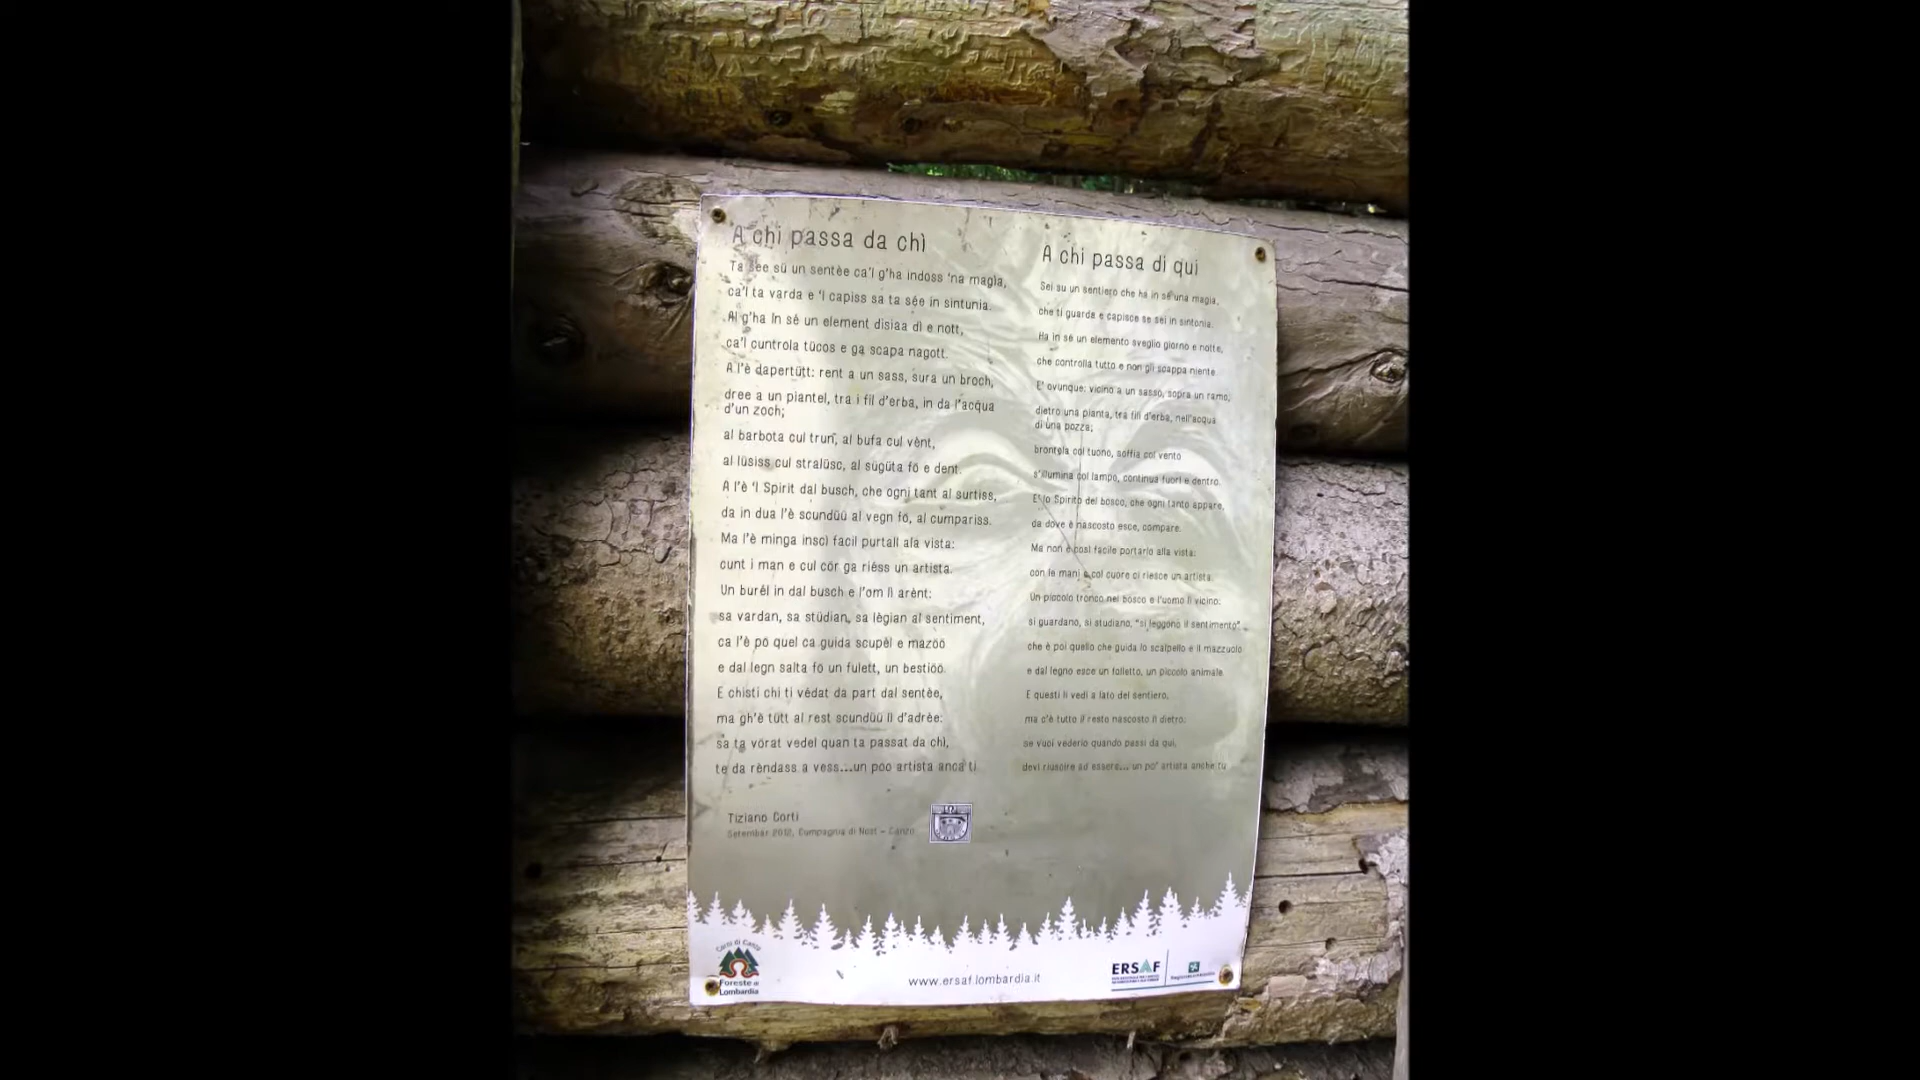 A chi passa da chì
Ta sée sü un sentèe ca'l g'ha indoss 'na magìa,
ca'l ta varda e 'l capiss sa ta sée in sintunia.
Al g'ha in sé un element disiaa dì e nott,
ca'l cuntrola tücos e ga scapa nagott.
A l'è dapertütt: rent a un sass, sura un broch,
dree a un piantel, tra i fil d'erba, in da l'acqua
d'un zoch;
al barbota cul trun, al bufa cul vènt,
al lüsiss cul stralüsc, al sugüta fö e dent.
A l'è 'l Spirit dal busch, che ogni tant al surtiss,
da in dua l'è scundüü al vegn fö, al cumpariss.
Ma l'è minga inscì facil purtall ala vista:
cunt i man e cul cör ga riéss un artista.
Un burèl in dal busch e l'om lì arènt:
sa vardan, sa stüdian, sa lègian al sentiment,
ca l'è pö quel ca guida scupèl e mazöö
e dal legn salta fö un fulett, un bestiöö.
E chisti chi ti védat da part dal sentèe,
ma gh'è tütt al rest scundüü lì d'adrèe:
sa ta vörat vedel quan ta passat da chì,
te da rèndass a vess...un poo artista anca ti
Tiziano Corti
Setembar 2012, Cumpagnia di Nost - Canzo
A chi passa di qui
Sei su un sentiero che ha in sé una magia,
che ti guarda e capisce se sei in sintonia.
Ha in sé un elemento sveglio giorno e notte,
che controlla tutto e non gli scappa niente.
E' ovunque: vicino a un sasso, sopra un ramo,
dietro una pianta, tra fili d'erba, nell'acqua
di una pozza;
brontola col tuono, soffia col vento
s'illumina col lampo, continua fuori e dentro.
E' lo Spirito del bosco, che ogni tanto appare,
da dove è nascosto esce, compare.
Ma non è così facile portarlo alla vista:
con le mani e col cuore ci riesce un artista.
Un piccolo tronco nel bosco e l'uomo lì vicino:
si guardano, si studiano, "si leggono il sentimento"
che è poi quello che guida lo scalpello e il mazzuolo
e dal legno esce un folletto, un piccolo animale.
E questi li vedi a lato del sentiero,
ma c'è tutto il resto nascosto lì dietro:
se vuoi vederlo quando passi da qui,
devi riuscire ad essere... un po' artista anche tu
Corni di Canzo
Foreste di
Lombardia
www.ersaf.lombardia.it
ERSAF